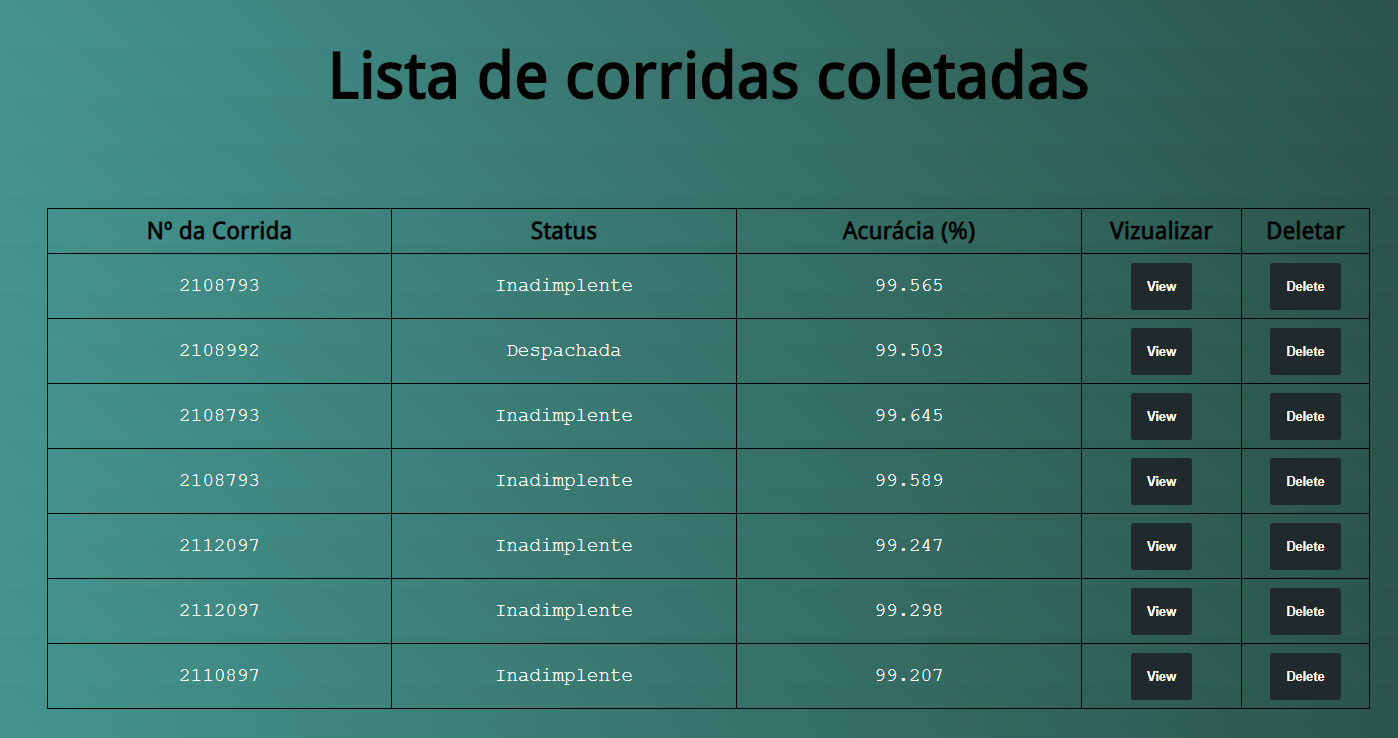 Lista de corridas coletadas
Nº da Corrida Status Acurácia (%) Vizualizar Deletar
2108793 Inadimplente 99.565 View Delete
2108992 Despachada 99.503 View Delete
2108793 Inadimplente 99.645 View Delete
2108793 Inadimplente 99.589 View Delete
2112097 Inadimplente 99.247 View Delete
2112097 Inadimplente 99.298 View Delete
2110897 Inadimplente 99.207 View Delete